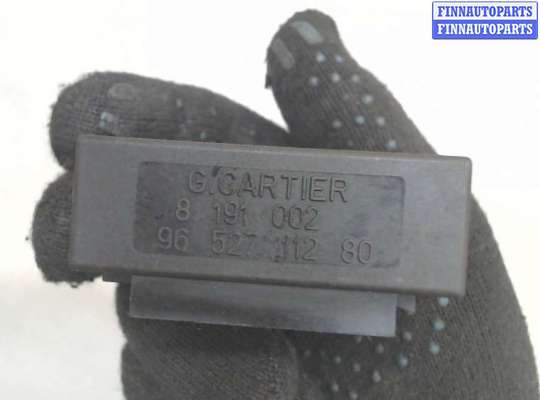 FINNAUTOPARTS
FINNAUTOPARTS
G.CARTIER
8 191 002
96 527 112 80